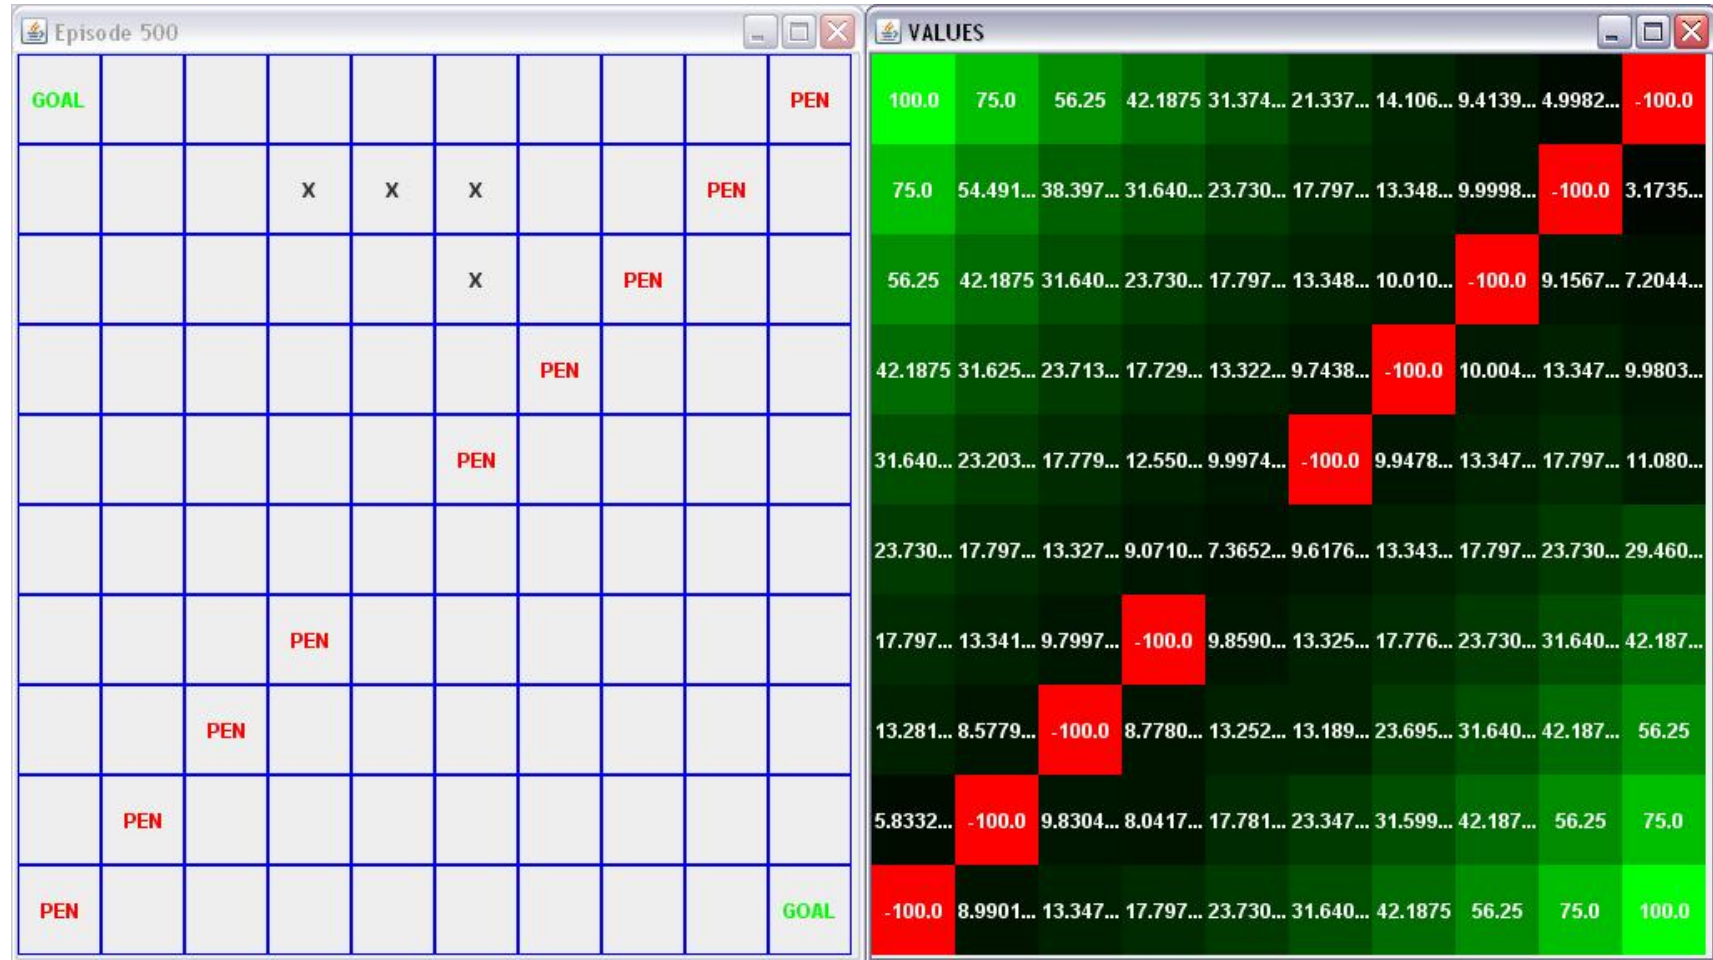 Episode 500
GOAL PEN
X X X PEN
X PEN
PEN
PEN
PEN
PEN
PEN
PEN GOAL
VALUES
100.0 75.0 56.25 42.1875 31.374... 21.337... 14.106... 9.4139... 4.9982... -100.0
75.0 54.491... 38.397... 31.640... 23.730... 17.797... 13.348... 9.9998... -100.0 3.1735...
56.25 42.1875 31.640... 23.730... 17.797... 13.348... 10.010... -100.0 9.1567... 7.2044...
42.1875 31.625... 23.713... 17.729... 13.322... 9.7438... -100.0 10.004... 13.347... 9.9803...
31.640... 23.203... 17.779... 12.550... 9.9974... -100.0 9.9478... 13.347... 17.797... 11.080...
23.730... 17.797... 13.327... 9.0710... 7.3652... 9.6176... 13.343... 17.797... 23.730... 29.460...
17.797... 13.341... 9.7997... -100.0 9.8590... 13.325... 17.776... 23.730... 31.640... 42.187...
13.281... 8.5779... -100.0 8.7780... 13.252... 13.189... 23.695... 31.640... 42.187... 56.25
5.8332... -100.0 9.8304... 8.0417... 17.781... 23.347... 31.599... 42.187... 56.25 75.0
-100.0 8.9901... 13.347... 17.797... 23.730... 31.640... 42.1875 56.25 75.0 100.0